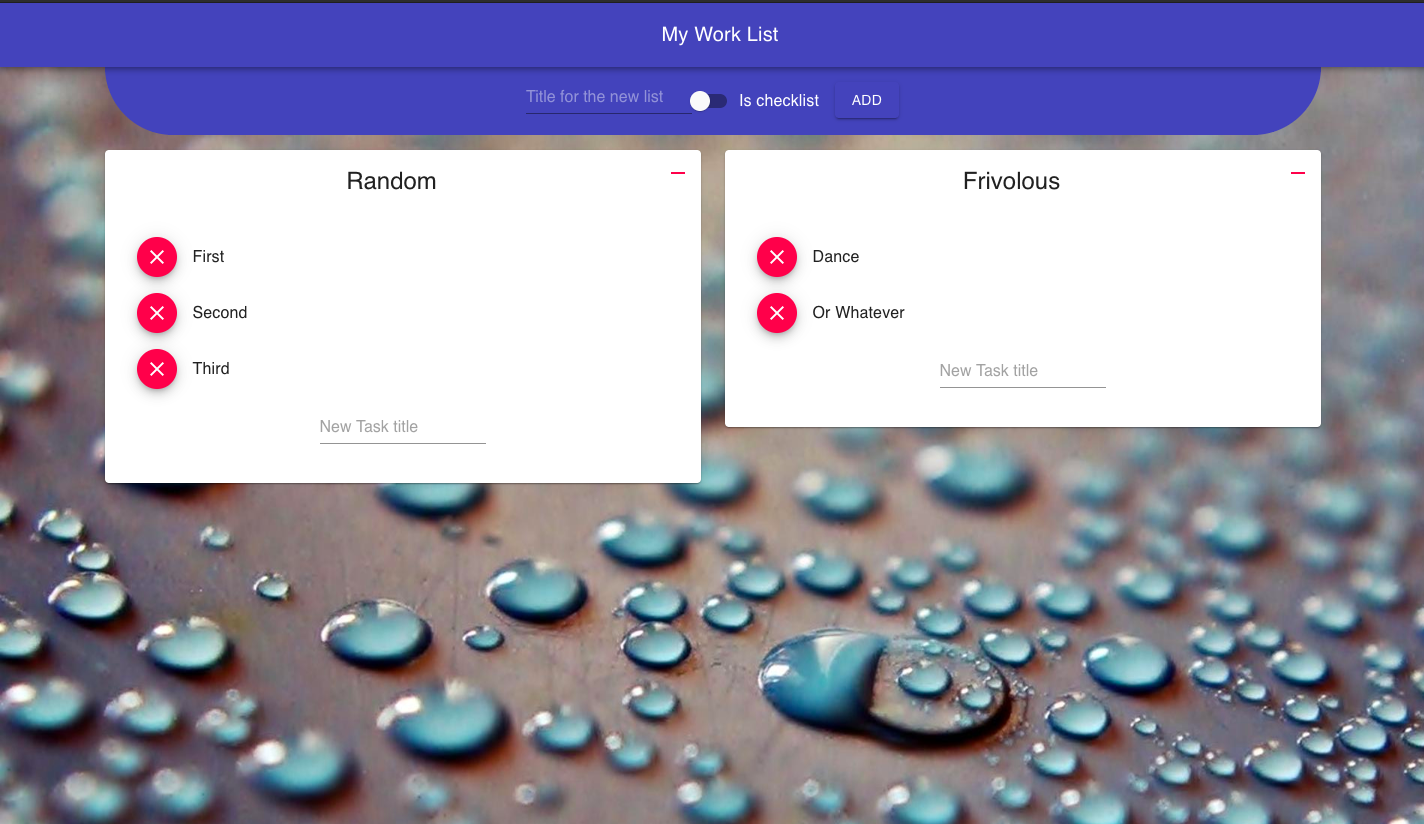 My Work List
Title for the new list Is checklist ADD
Random
First
Second
Third
New Task title
Frivolous
Dance
Or Whatever
New Task title